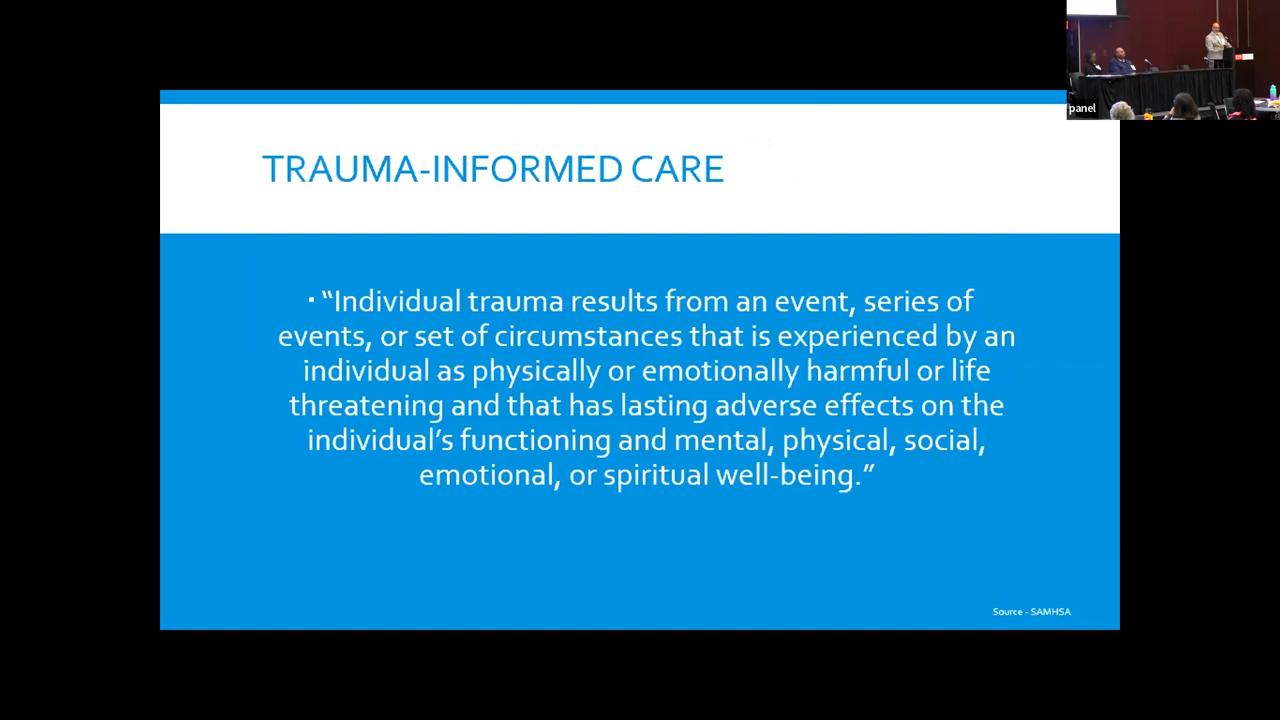 panel
TRAUMA-INFORMED CARE
▪ “Individual trauma results from an event, series of
events, or set of circumstances that is experienced by an
individual as physically or emotionally harmful or life
threatening and that has lasting adverse effects on the
individual’s functioning and mental, physical, social,
emotional, or spiritual well-being.”
Source - SAMHSA